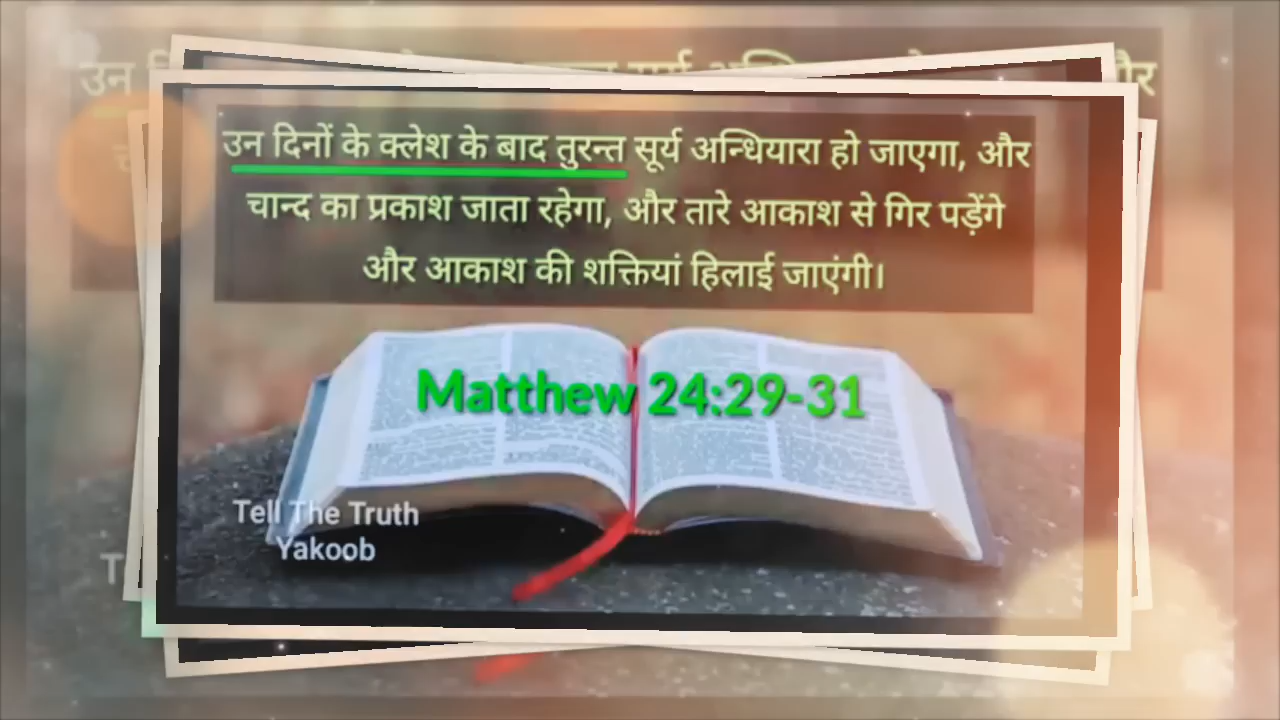 उन दिनों के क्लेश के बाद तुरन्त सूर्य अन्धियारा हो जाएगा, और
चान्द का प्रकाश जाता रहेगा, और तारे आकाश से गिर पड़ेंगे
और आकाश की शक्तियां हिलाई जाएंगी।
Matthew 24:29-31
Tell The Truth
Yakoob